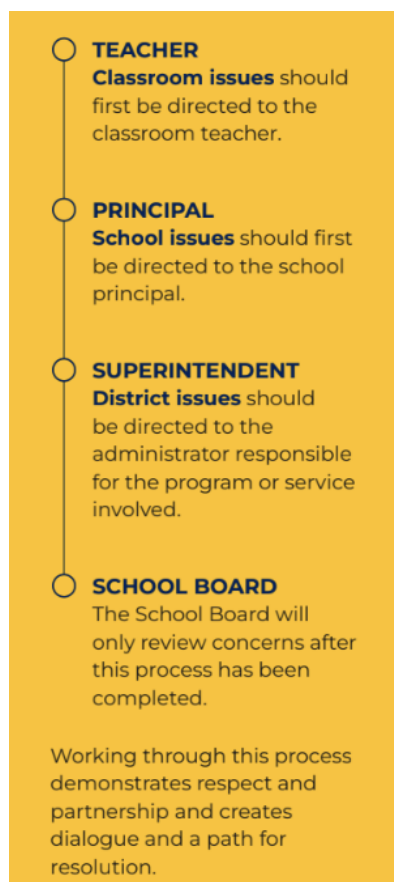 TEACHER
Classroom issues should
first be directed to the
classroom teacher.
PRINCIPAL
School issues should first
be directed to the school
principal.
SUPERINTENDENT
District issues should
be directed to the
administrator responsible
for the program or service
involved.
SCHOOL BOARD
The School Board will
only review concerns after
this process has been
completed.
Working through this process
demonstrates respect and
partnership and creates
dialogue and a path for
resolution.